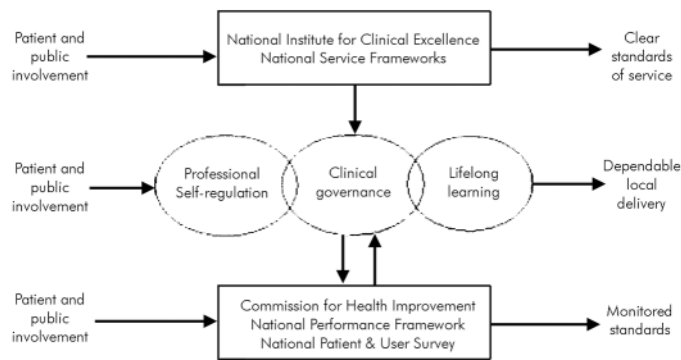 Patient and
public
involvement
National Institute for Clinical Excellence
National Service Frameworks
Clear
standards
of service
Patient and
public
involvement
Professional
Self-regulation
Clinical
governance
Lifelong
learning
Dependable
local
delivery
Patient and
public
involvement
Commission for Health Improvement
National Performance Framework
National Patient & User Survey
Monitored
standards